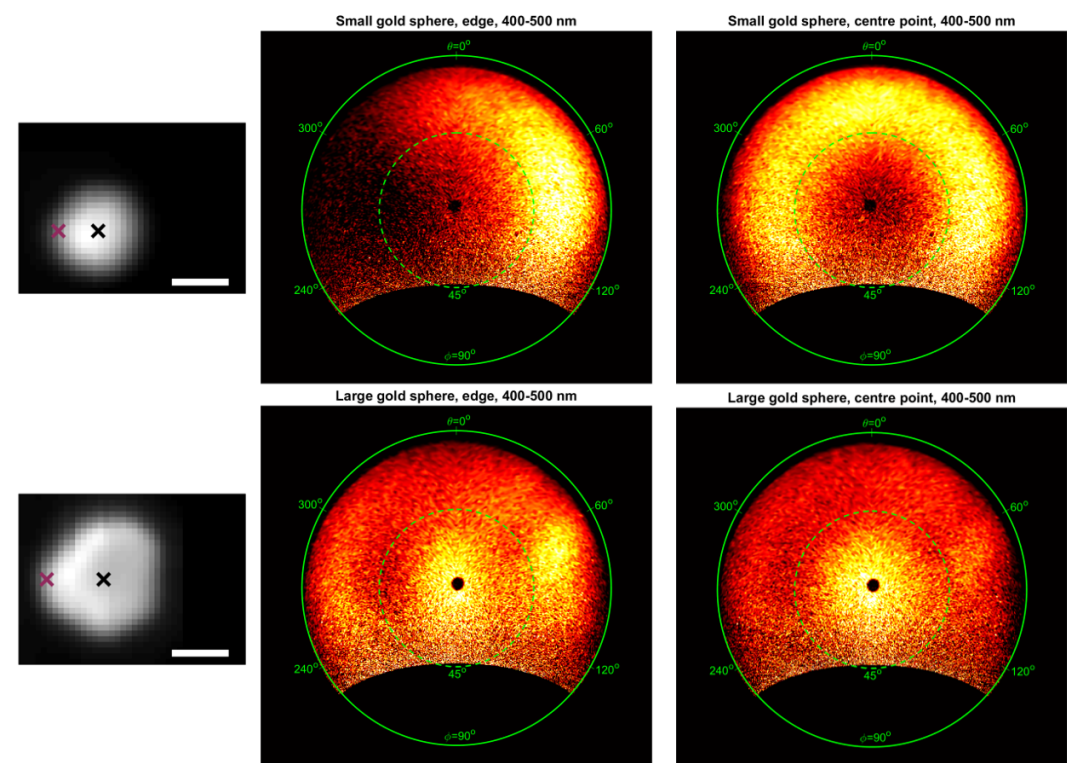 Small gold sphere, edge, 400-500 nm
θ=0°
300°
60°
240°
120°
45°
ϕ=90°
Small gold sphere, centre point, 400-500 nm
θ=0°
300°
60°
240°
120°
45°
ϕ=90°
Large gold sphere, edge, 400-500 nm
θ=0°
300°
60°
240°
120°
45°
ϕ=90°
Large gold sphere, centre point, 400-500 nm
θ=0°
300°
60°
240°
120°
45°
ϕ=90°